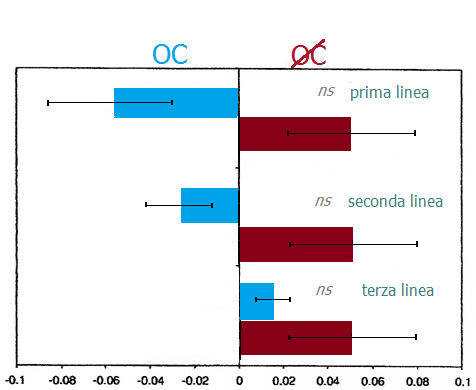 OC OC
ns prima linea
ns seconda linea
ns terza linea
-0.1 -0.08 -0.06 -0.04 -0.02 0 0.02 0.04 0.06 0.08 0.1